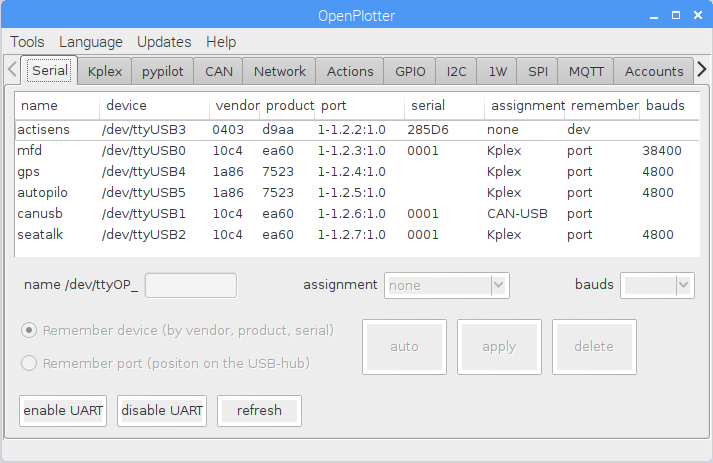 OpenPlotter
Tools Language Updates Help
Serial Kplex pypilot CAN Network Actions GPIO I2C 1W SPI MQTT Accounts
name device vendor product port serial assignment remember bauds
actisens /dev/ttyUSB3 0403 d9aa 1-1.2.2:1.0 285D6 none dev
mfd /dev/ttyUSB0 10c4 ea60 1-1.2.3:1.0 0001 Kplex port 38400
gps /dev/ttyUSB4 1a86 7523 1-1.2.4:1.0 Kplex port 4800
autopilo /dev/ttyUSB5 1a86 7523 1-1.2.5:1.0 Kplex port 4800
canusb /dev/ttyUSB1 10c4 ea60 1-1.2.6:1.0 0001 CAN-USB port
seatalk /dev/ttyUSB2 10c4 ea60 1-1.2.7:1.0 0001 Kplex port 4800
name /dev/ttyOP_ assignment none bauds
Remember device (by vendor, product, serial)
auto apply delete
Remember port (positon on the USB-hub)
enable UART disable UART refresh